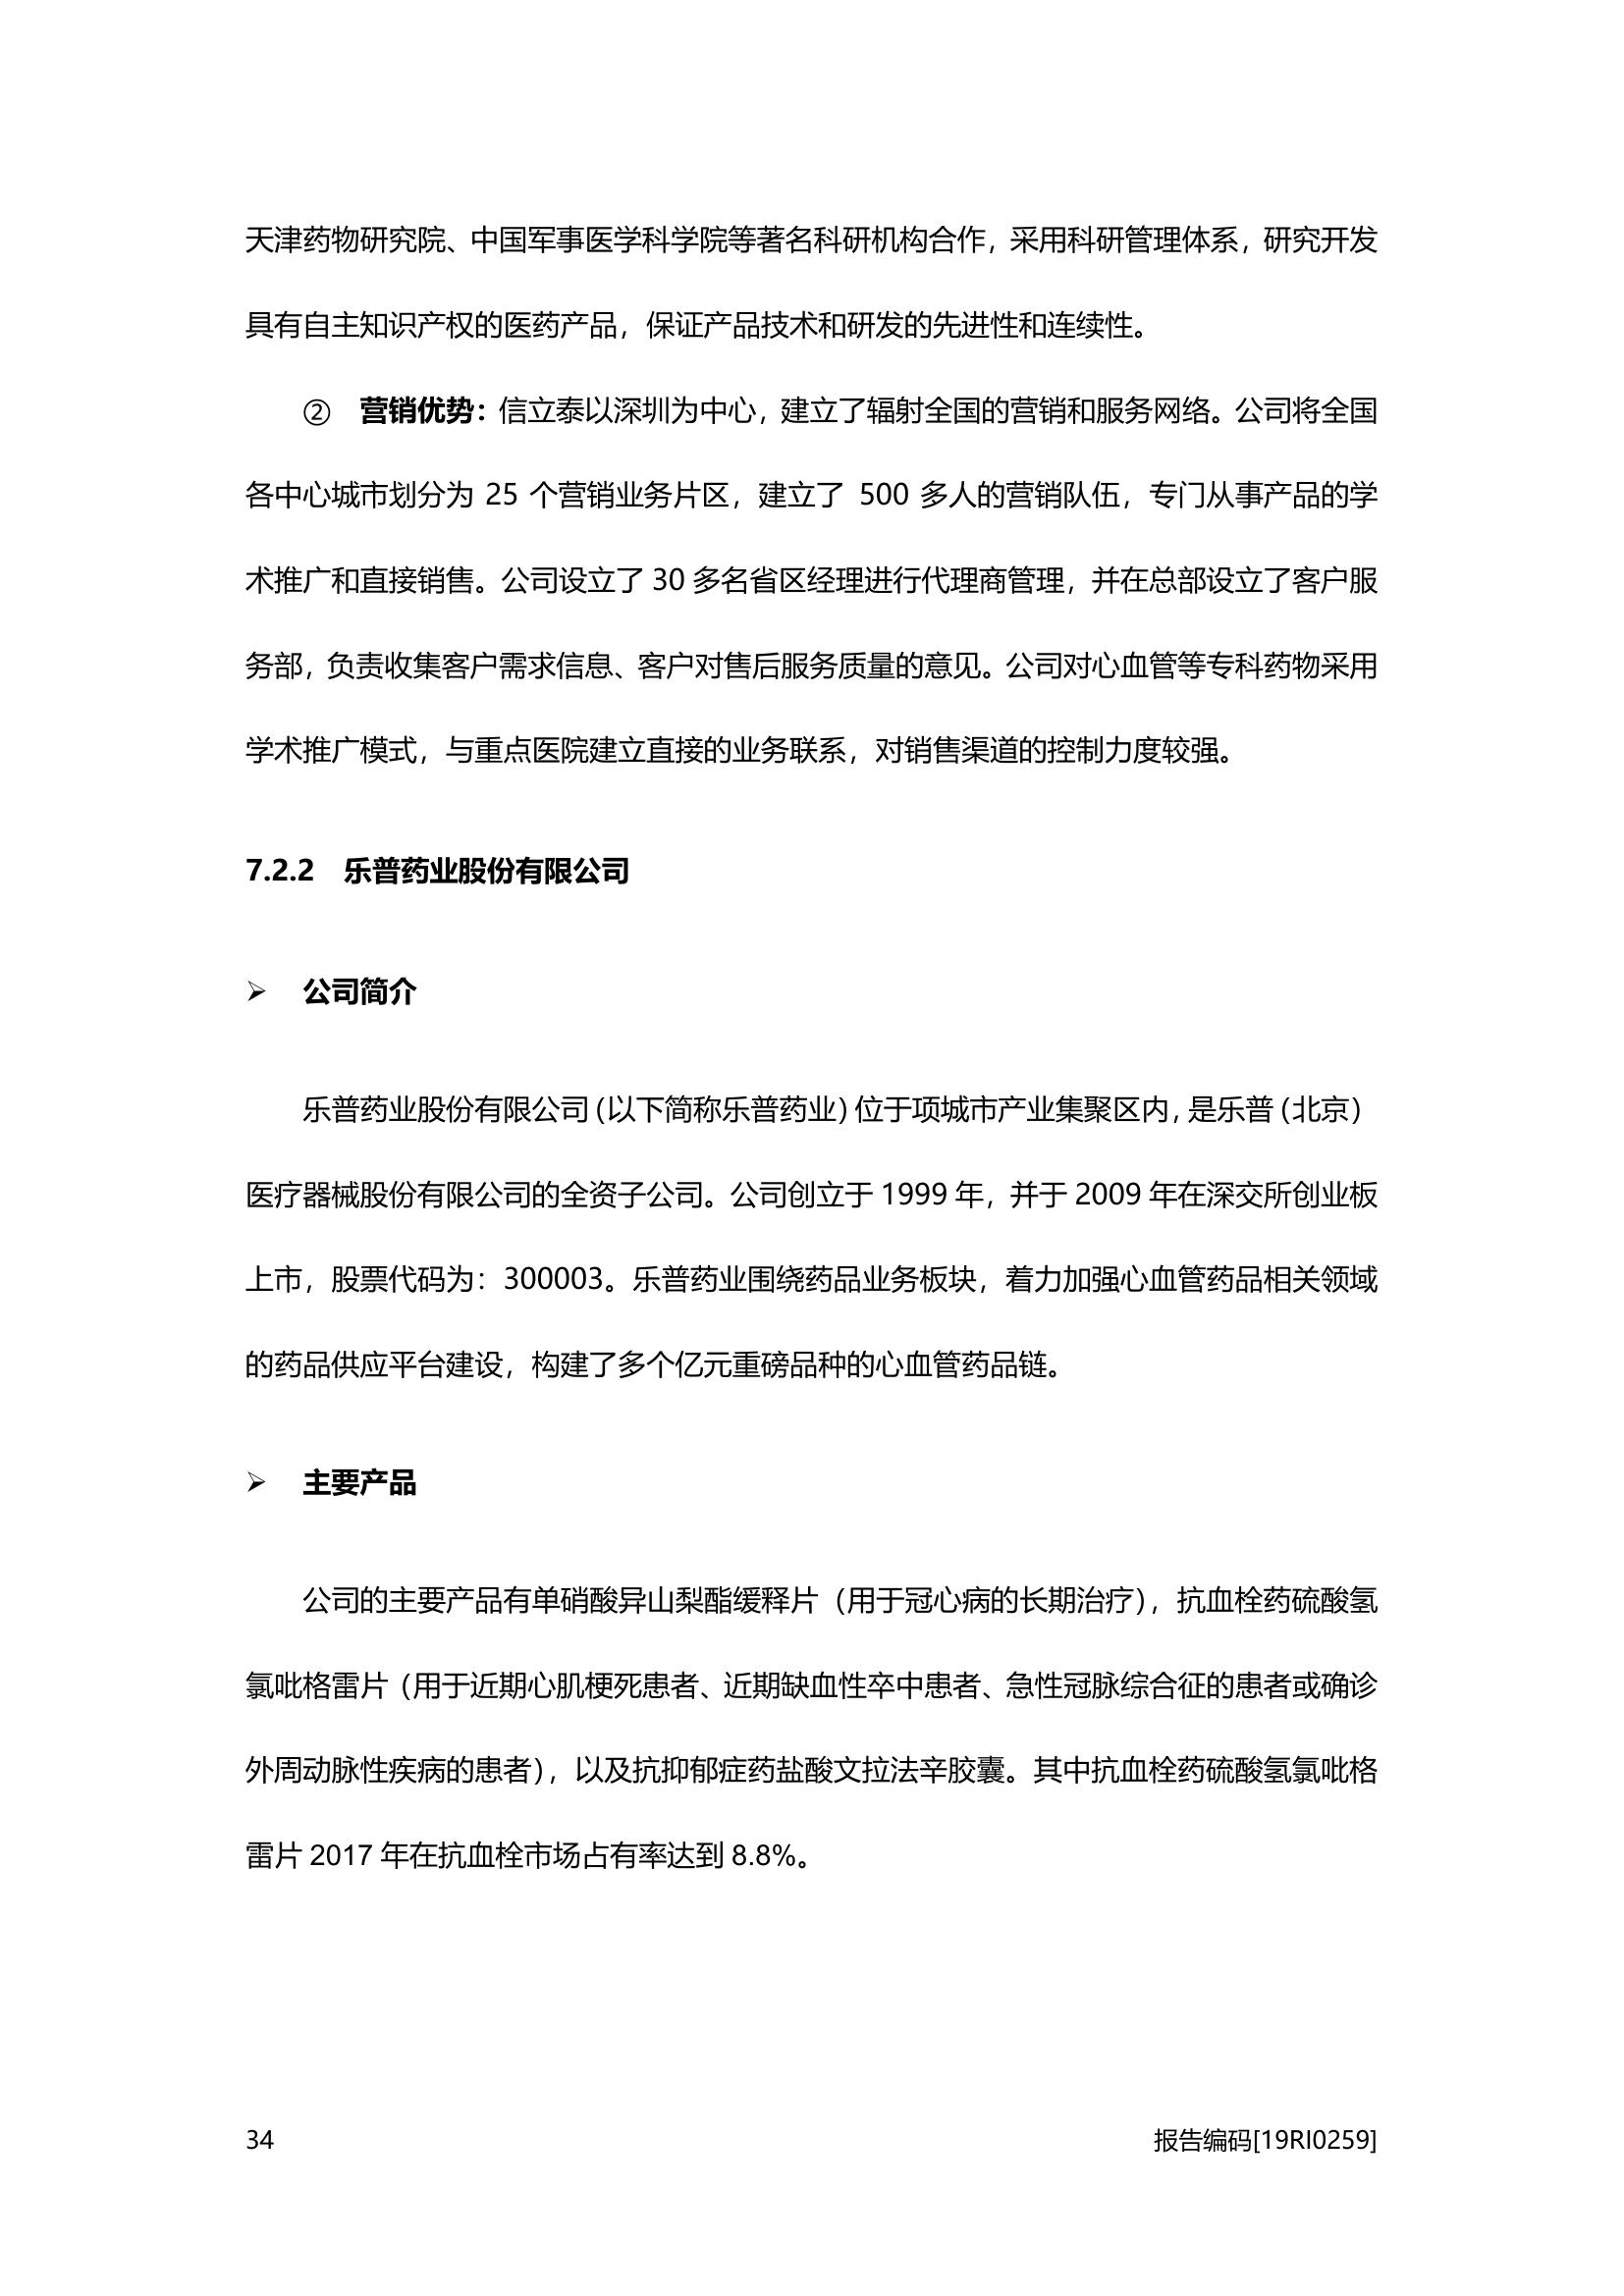 天津药物研究院、中国军事医学科学院等著名科研机构合作，采用科研管理体系，研究开发
具有自主知识产权的医药产品，保证产品技术和研发的先进性和连续性。
② 营销优势：信立泰以深圳为中心，建立了辐射全国的营销和服务网络。公司将全国
各中心城市划分为 25 个营销业务片区，建立了 500 多人的营销队伍，专门从事产品的学
术推广和直接销售。公司设立了 30 多名省区经理进行代理商管理，并在总部设立了客户服
务部，负责收集客户需求信息、客户对售后服务质量的意见。公司对心血管等专科药物采用
学术推广模式，与重点医院建立直接的业务联系，对销售渠道的控制力度较强。
7.2.2 乐普药业股份有限公司
➢ 公司简介
乐普药业股份有限公司（以下简称乐普药业）位于项城市产业集聚区内，是乐普（北京）
医疗器械股份有限公司的全资子公司。公司创立于 1999 年，并于 2009 年在深交所创业板
上市，股票代码为：300003。乐普药业围绕药品业务板块，着力加强心血管药品相关领域
的药品供应平台建设，构建了多个亿元重磅品种的心血管药品链。
➢ 主要产品
公司的主要产品有单硝酸异山梨酯缓释片（用于冠心病的长期治疗），抗血栓药硫酸氢
氯吡格雷片（用于近期心肌梗死患者、近期缺血性卒中患者、急性冠脉综合征的患者或确诊
外周动脉性疾病的患者），以及抗抑郁症药盐酸文拉法辛胶囊。其中抗血栓药硫酸氢氯吡格
雷片 2017 年在抗血栓市场占有率达到 8.8%。
34
报告编码[19RI0259]